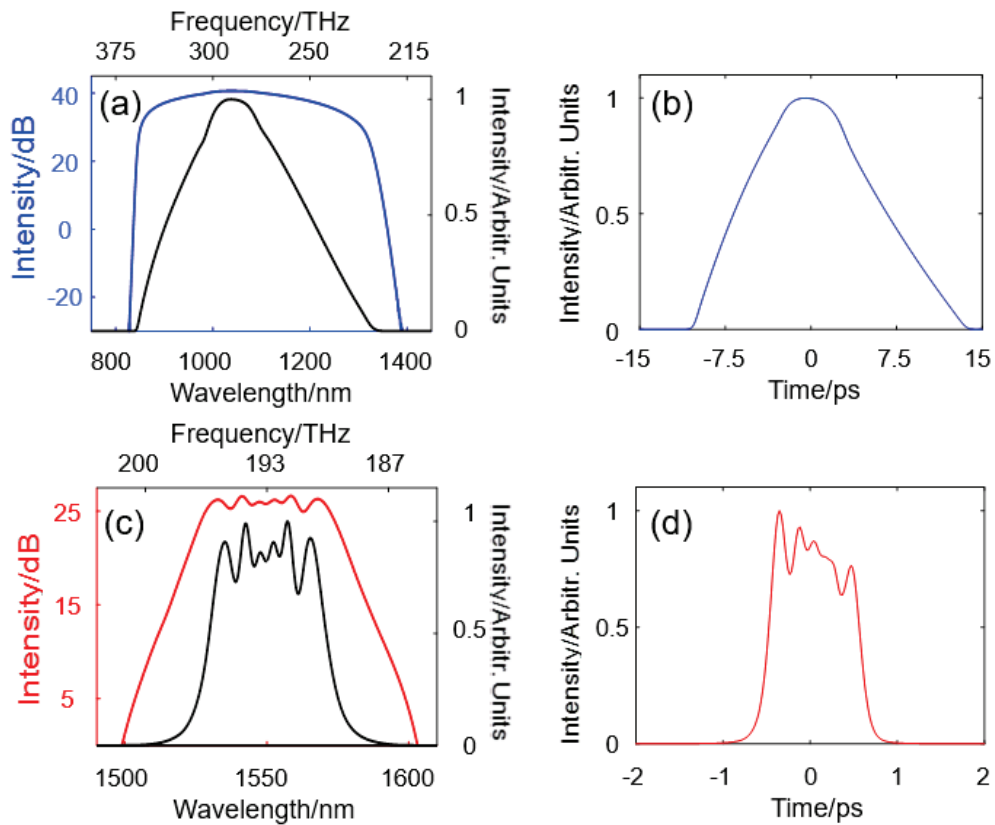 Frequency/THz
375 300 250 215
(a)
Intensity/dB
40
20
0
-20
1
0.5
0
Intensity/Arbitr. Units
800 1000 1200 1400
Wavelength/nm
(b)
Intensity/Arbitr. Units
1
0.5
0
-15 -7.5 0 7.5 15
Time/ps
Frequency/THz
200 193 187
(c)
Intensity/dB
25
15
5
1
0.5
0
Intensity/Arbitr. Units
1500 1550 1600
Wavelength/nm
(d)
Intensity/Arbitr. Units
1
0.5
0
-2 -1 0 1 2
Time/ps